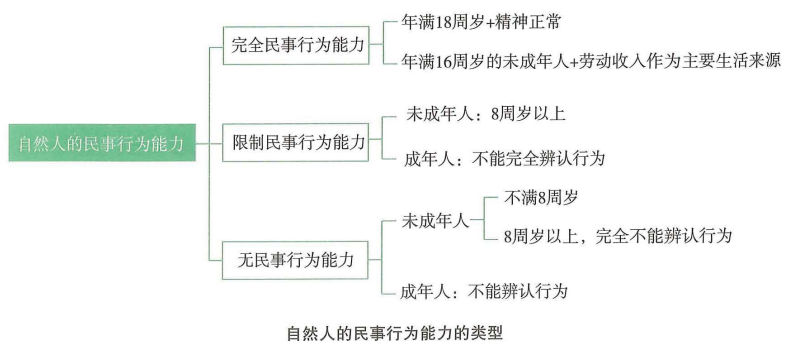 自然人的民事行为能力
完全民事行为能力
年满18周岁+精神正常
年满16周岁的未成年人+劳动收入作为主要生活来源
限制民事行为能力
未成年人：8周岁以上
成年人：不能完全辨认行为
无民事行为能力
未成年人
不满8周岁
8周岁以上，完全不能辨认行为
成年人：不能辨认行为
自然人的民事行为能力的类型